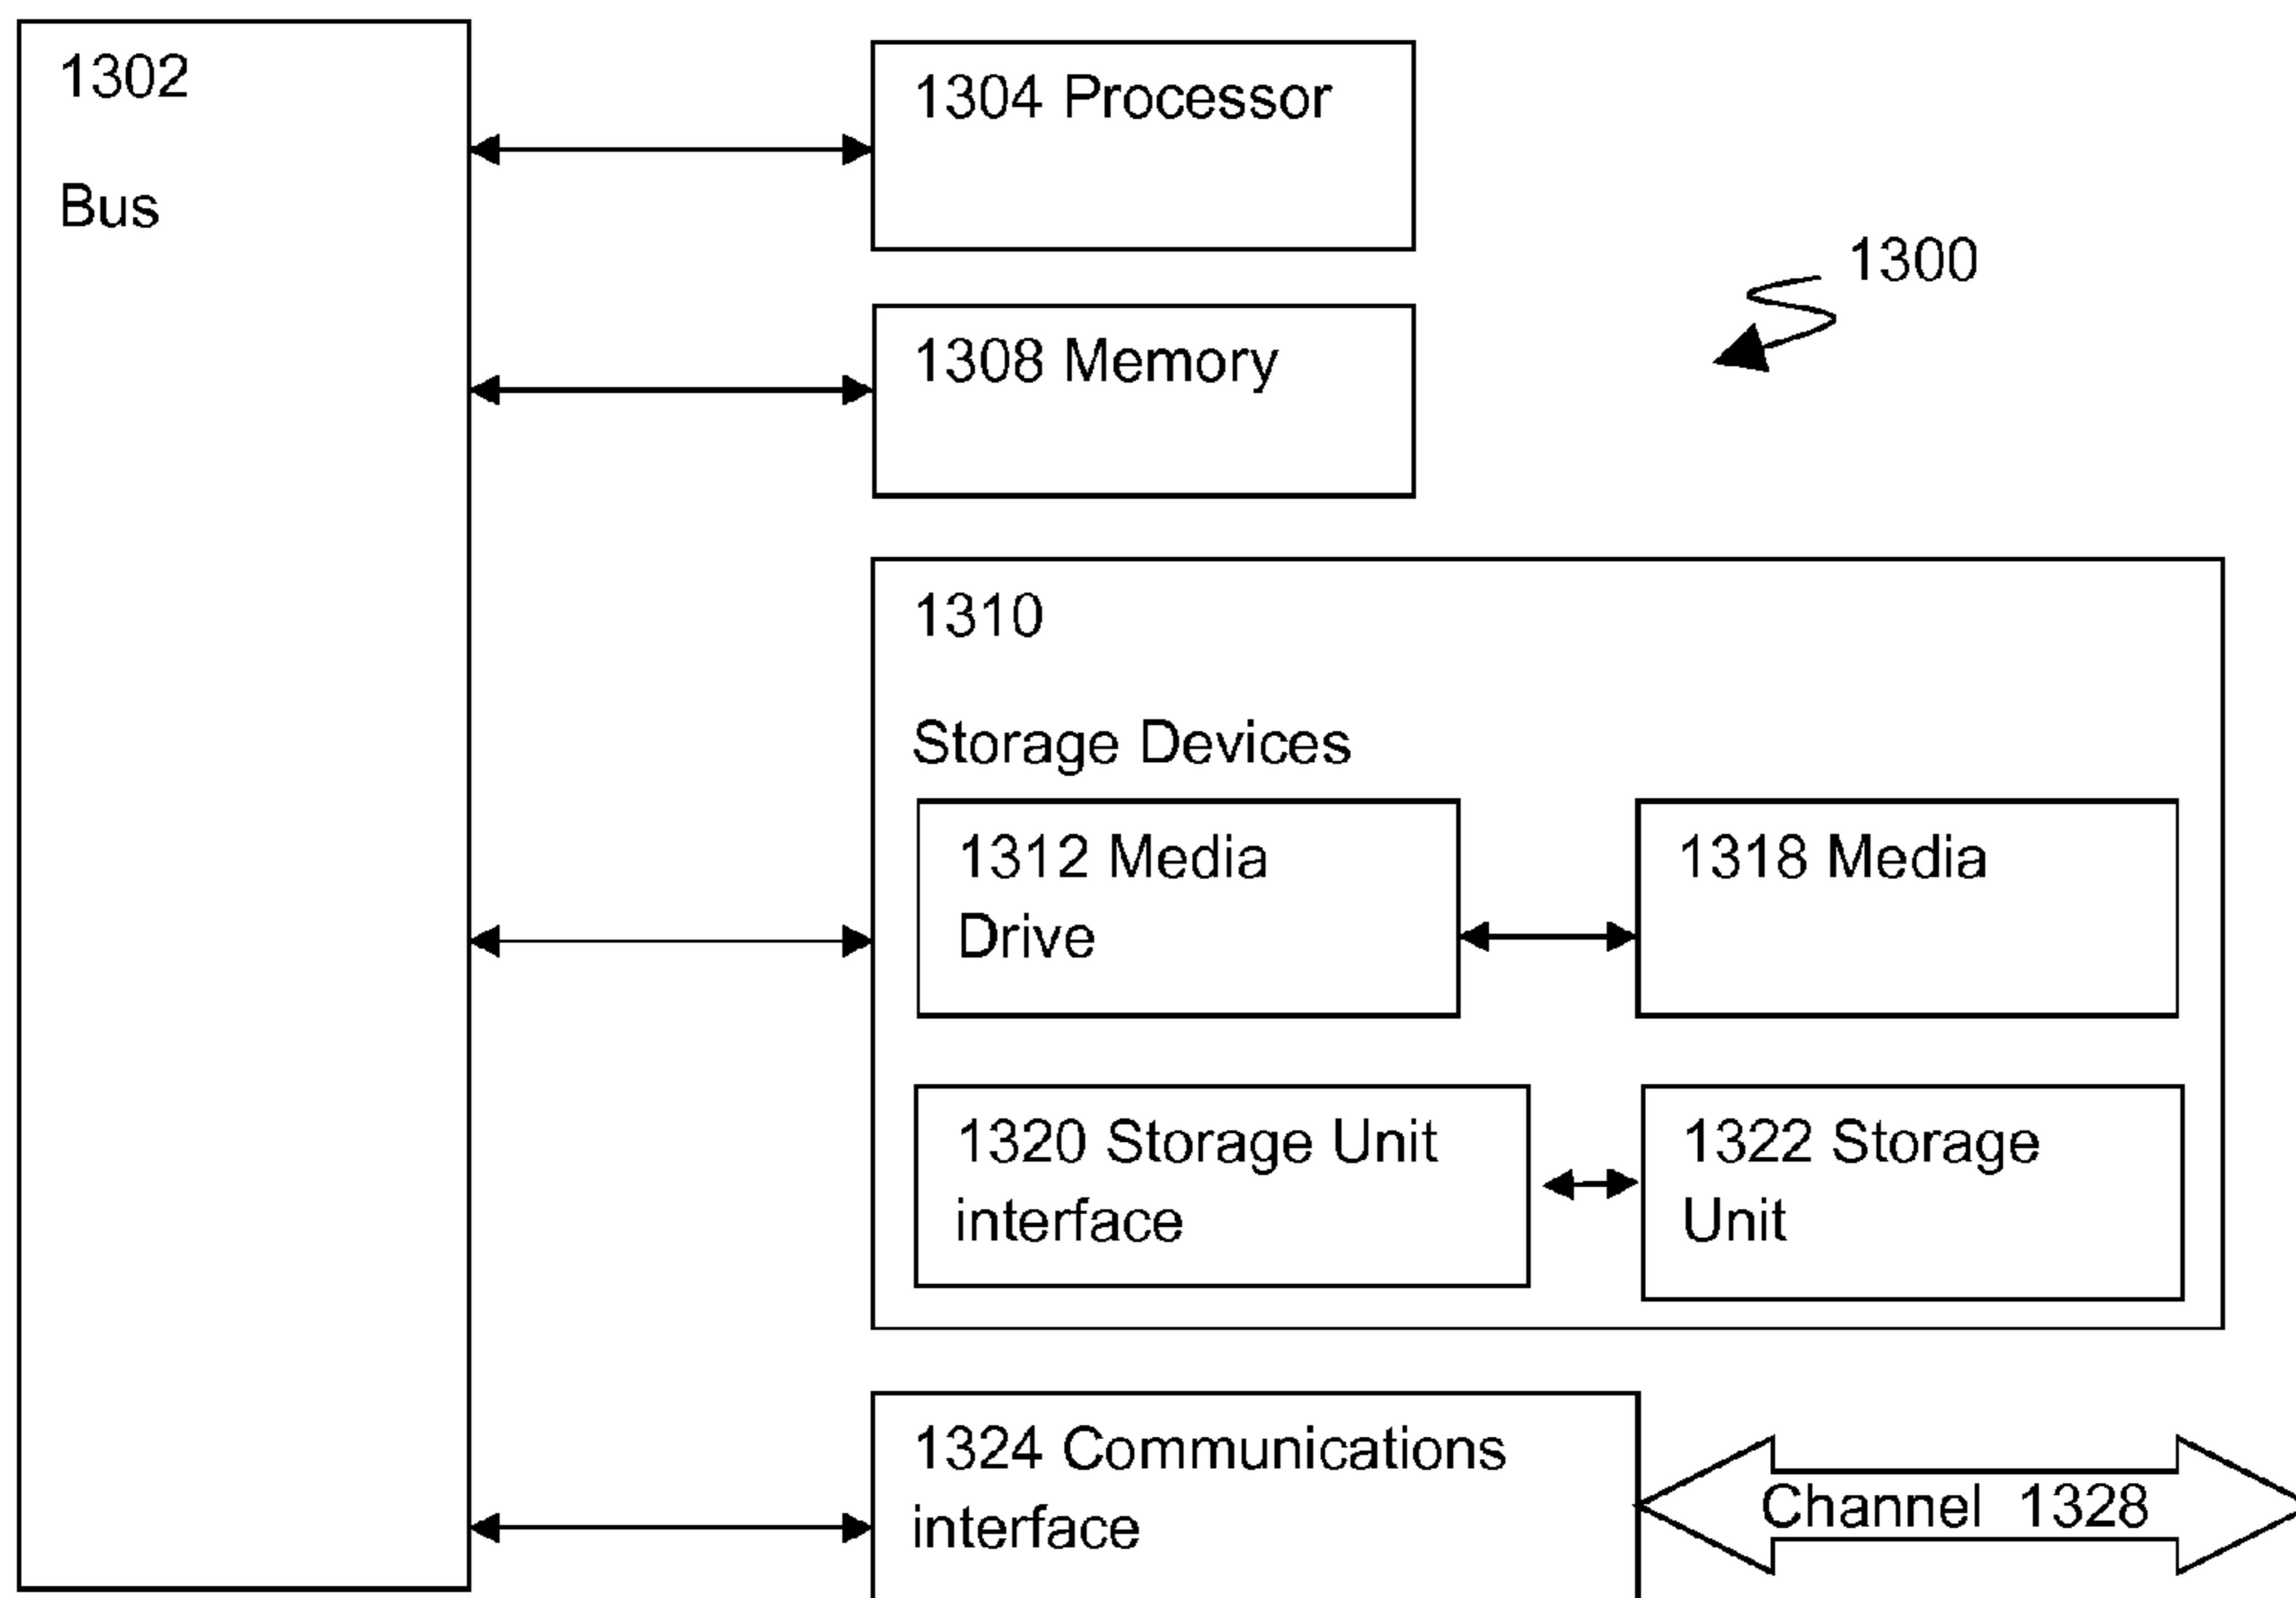 1302
Bus
1304 Processor
1300
1308 Memory
1310
Storage Devices
1312 Media
Drive
1318 Media
1320 Storage Unit
interface
1322 Storage
Unit
1324 Communications
interface
Channel 1328